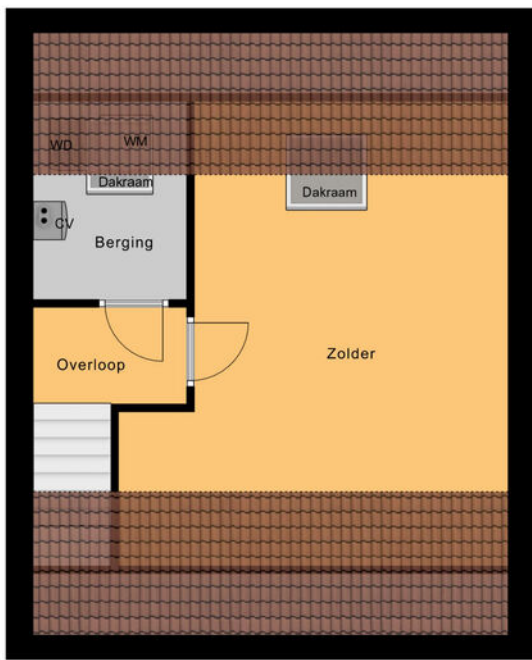 WD
WM
Dakraam
Dakraam
CV
Berging
Overloop
Zolder